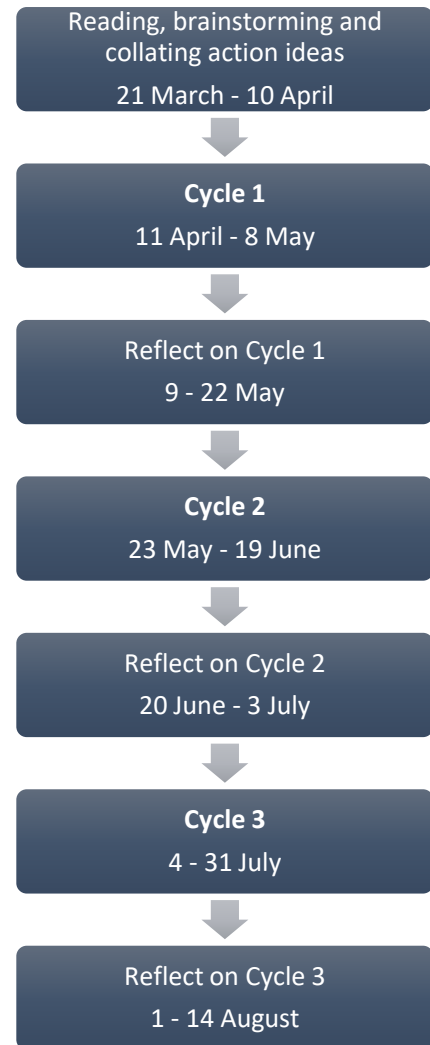 Reading, brainstorming and
collating action ideas
21 March - 10 April
Cycle 1
11 April - 8 May
Reflect on Cycle 1
9 - 22 May
Cycle 2
23 May - 19 June
Reflect on Cycle 2
20 June - 3 July
Cycle 3
4 - 31 July
Reflect on Cycle 3
1 - 14 August